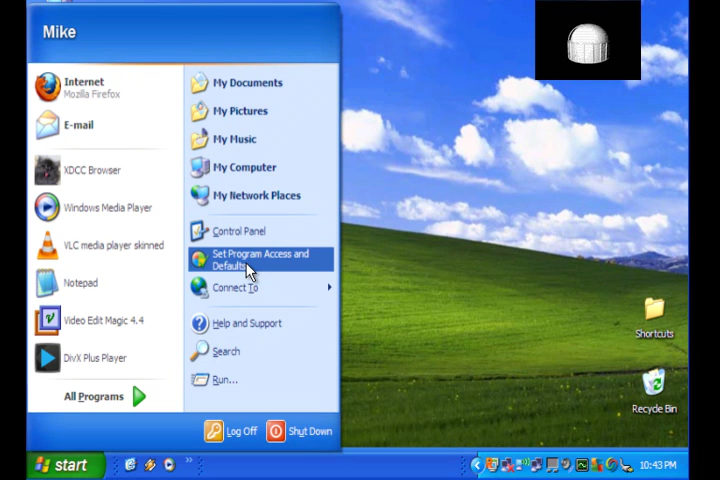 Mike
Internet
Mozilla Firefox
E-mail
XDCC Browser
Windows Media Player
VLC media player skinned
Notepad
Video Edit Magic 4.4
DivX Plus Player
All Programs
My Documents
My Pictures
My Music
My Computer
My Network Places
Control Panel
Set Program Access and
Defaults
Connect To
Help and Support
Search
Run...
Log Off
Shut Down
Shortcuts
Recycle Bin
start
10:43 PM